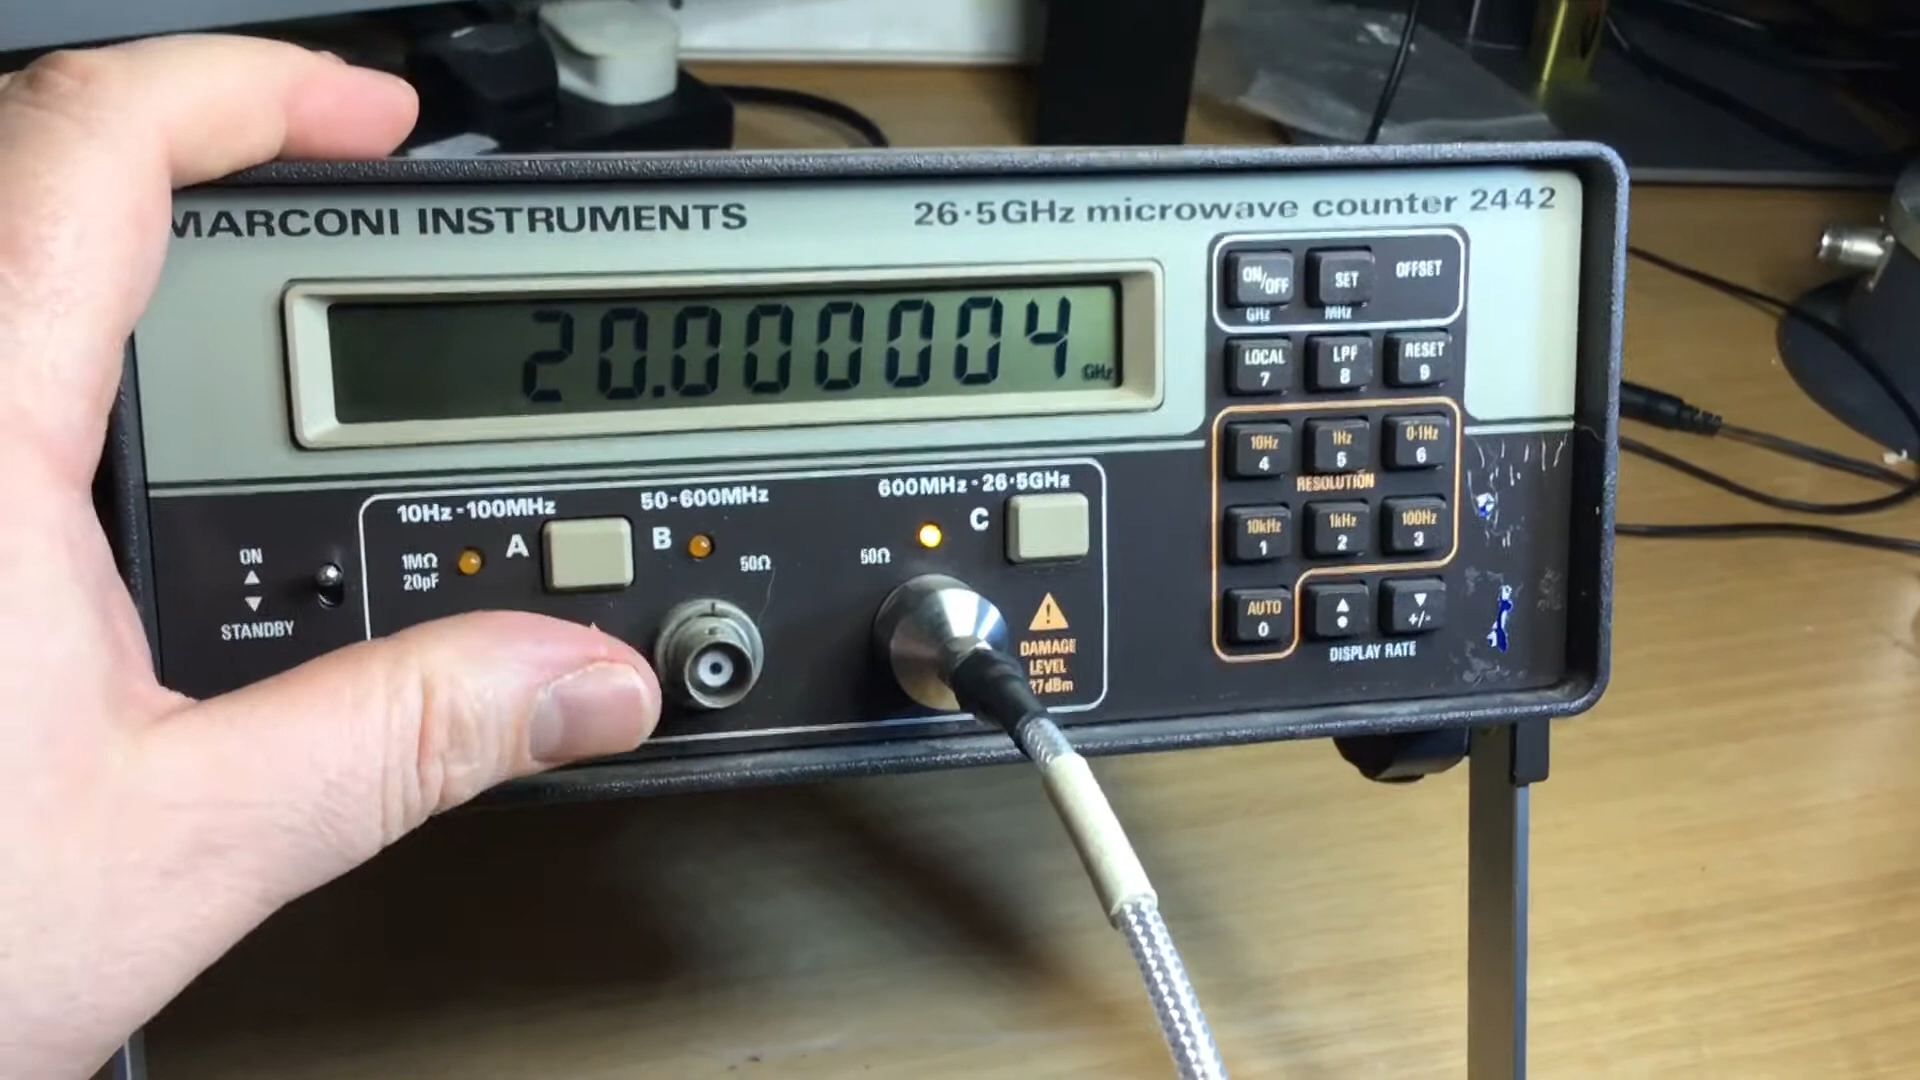 MARCONI INSTRUMENTS
26·5GHz microwave counter 2442
20.000004
GHz
ON/OFF
SET
OFFSET
GHz
MHz
LOCAL
7
LPF
8
RESET
9
10Hz
4
1Hz
5
0·1Hz
6
RESOLUTION
10kHz
1
1kHz
2
100Hz
3
AUTO
0
▲
●
▼
+/-
DISPLAY RATE
ON
▲
▼
STANDBY
10Hz-100MHz
1MΩ
20pF
A
50-600MHz
B
50Ω
600MHz-26·5GHz
50Ω
C
!
DAMAGE
LEVEL